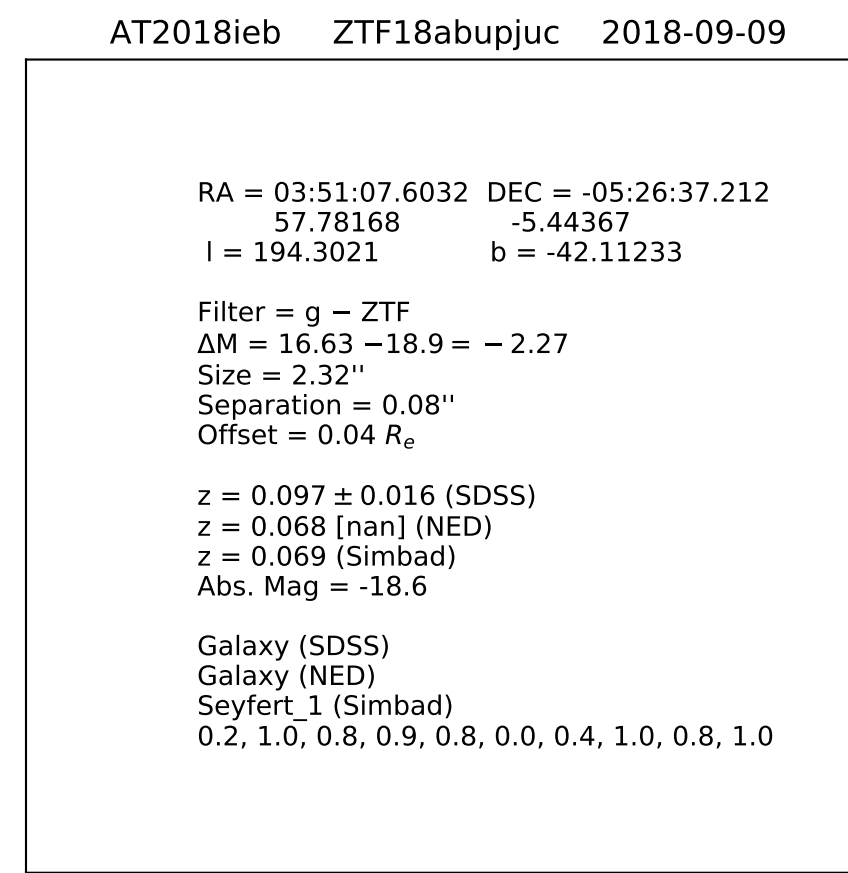 AT2018ieb ZTF18abupjuc 2018-09-09
RA = 03:51:07.6032 DEC = -05:26:37.212
57.78168 -5.44367
l = 194.3021 b = -42.11233
Filter = g − ZTF
ΔM = 16.63 −18.9 = − 2.27
Size = 2.32''
Separation = 0.08''
Offset = 0.04 Rₑ
z = 0.097 ± 0.016 (SDSS)
z = 0.068 [nan] (NED)
z = 0.069 (Simbad)
Abs. Mag = -18.6
Galaxy (SDSS)
Galaxy (NED)
Seyfert_1 (Simbad)
0.2, 1.0, 0.8, 0.9, 0.8, 0.0, 0.4, 1.0, 0.8, 1.0